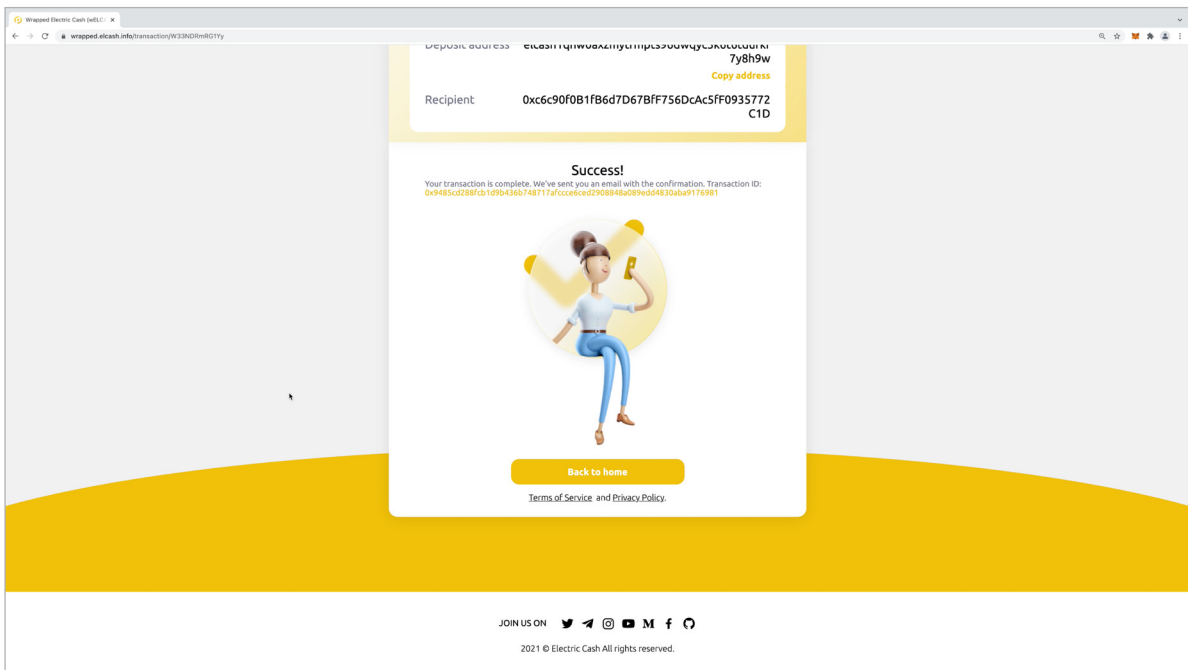 Wrapped Electric Cash (wELC
wrapped.elcash.info/transaction/W33NDRmRG1Yy
Deposit address
7y8h9w
Copy address
Recipient 0xc6c90f0B1fB6d7D67BfF756DcAc5fF0935772
C1D
Success!
Your transaction is complete. We've sent you an email with the confirmation. Transaction ID:
0x9485cd288fcb1d9b436b748717afccce6ced2908848a089edd4830aba9176981
Back to home
Terms of Service and Privacy Policy.
JOIN US ON
2021 © Electric Cash All rights reserved.